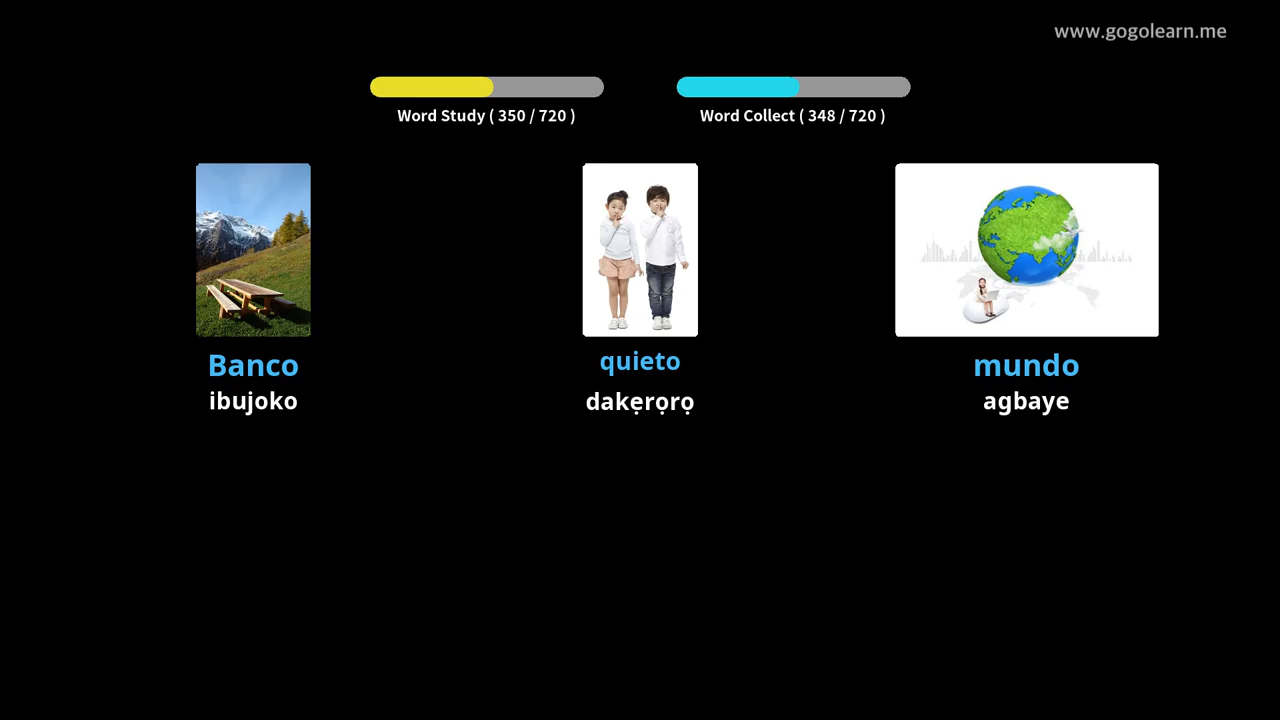 www.gogolearn.me
Word Study ( 350 / 720 )
Word Collect ( 348 / 720 )
Banco
ibujoko
quieto
dakẹrọrọ
mundo
agbaye